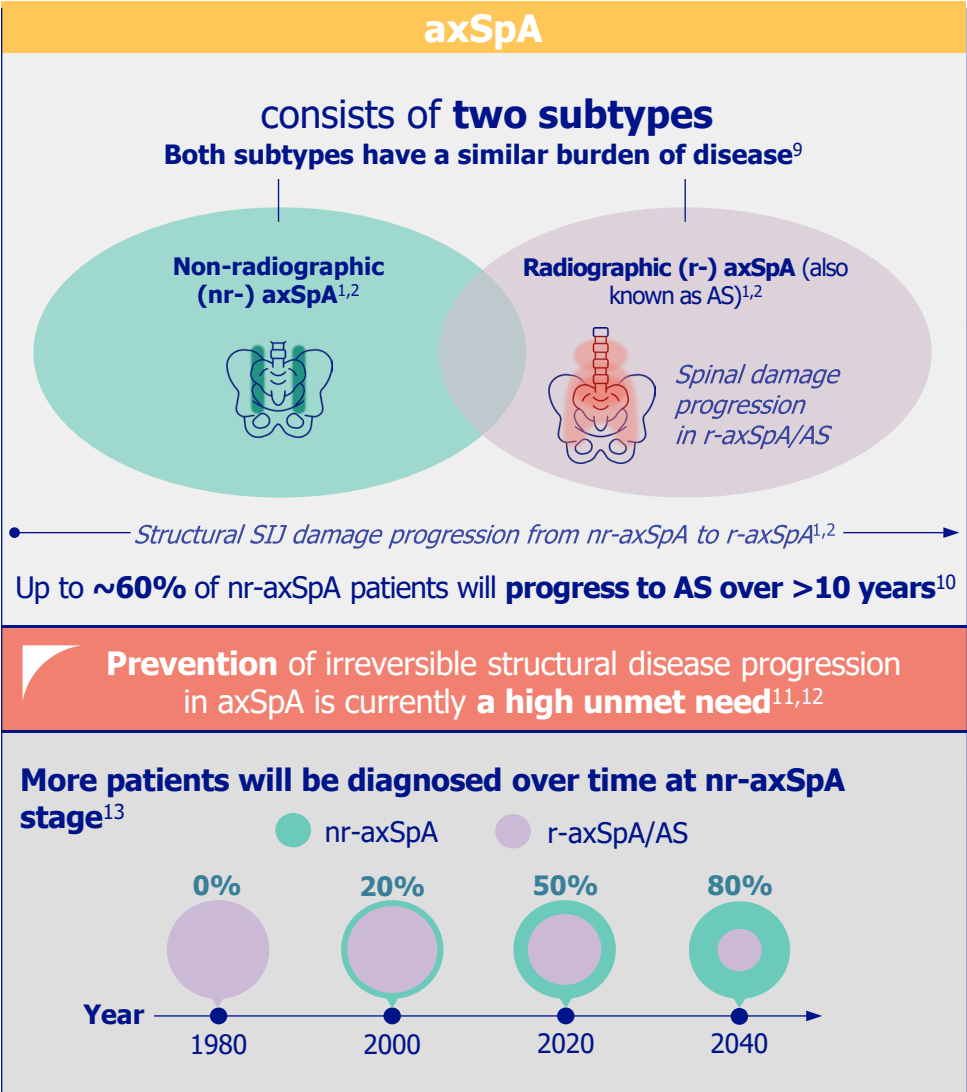 axSpA
consists of two subtypes
Both subtypes have a similar burden of disease9
Non-radiographic
(nr-) axSpA1,2
Radiographic (r-) axSpA (also
known as AS)1,2
Spinal damage
progression
in r-axSpA/AS
Structural SIJ damage progression from nr-axSpA to r-axSpA1,2
Up to ~60% of nr-axSpA patients will progress to AS over >10 years10
Prevention of irreversible structural disease progression
in axSpA is currently a high unmet need11,12
More patients will be diagnosed over time at nr-axSpA
stage13
nr-axSpA r-axSpA/AS
0% 20% 50% 80%
Year
1980 2000 2020 2040